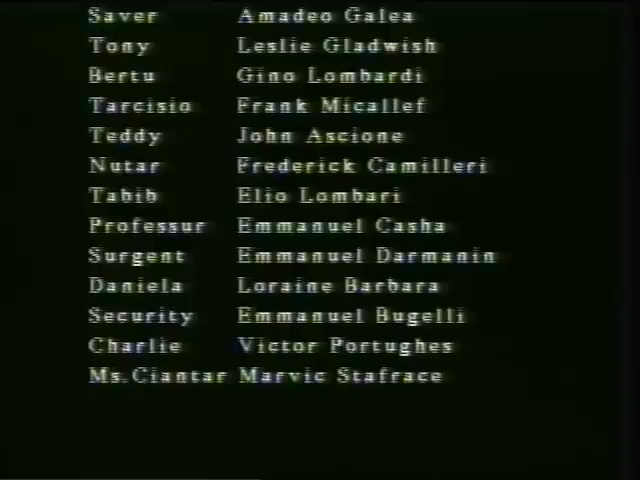 Saver Amadeo Galea
Tony Leslie Gladwish
Bertu Gino Lombardi
Tarcisio Frank Micallef
Teddy John Ascione
Nutar Frederick Camilleri
Tabib Elio Lombari
Professur Emmanuel Casha
Surgent Emmanuel Darmanin
Daniela Loraine Barbara
Security Emmanuel Bugelli
Charlie Victor Portughes
Ms.Ciantar Marvic Stafrace